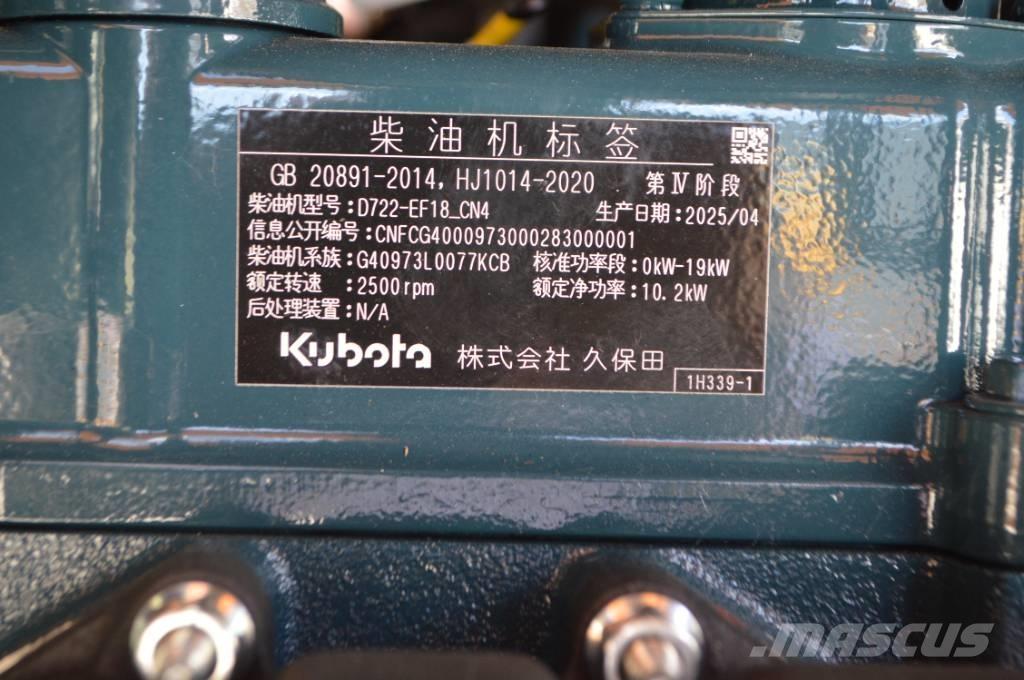 柴油机标签
GB 20891-2014, HJ1014-2020 第Ⅳ阶段
柴油机型号:D722-EF18_CN4 生产日期:2025/04
信息公开编号:CNFCG40009730002830000​01
柴油机系族:G40973L0077KCB 核准功率段:0kW-19kW
额定转速 :2500rpm 额定净功率:10.2kW
后处理装置:N/A
Kubota 株式会社 久保田
1H339-1
MASCUS